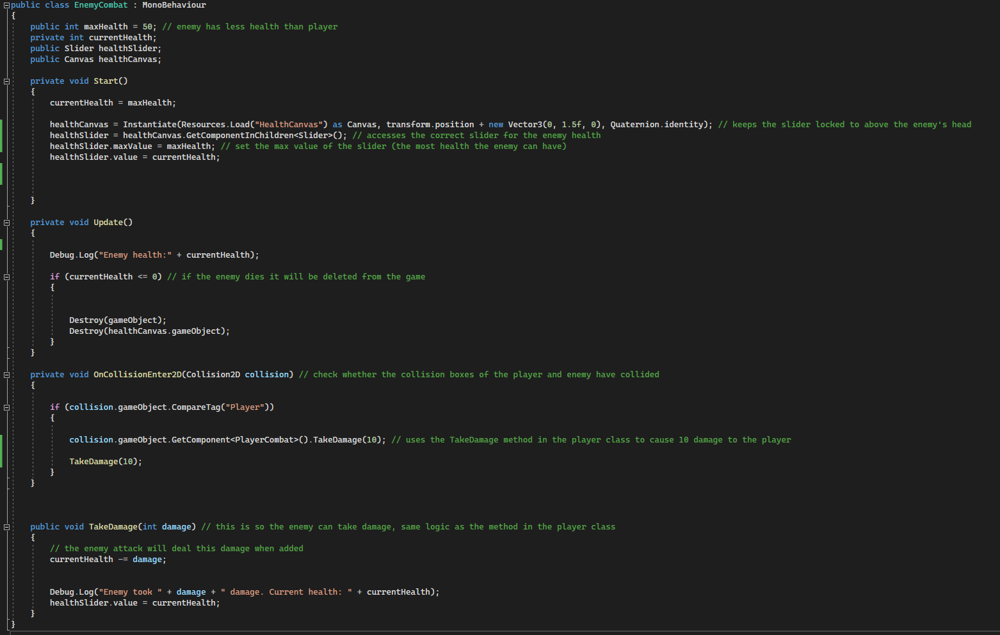 public class EnemyCombat : MonoBehaviour
{
public int maxHealth = 50; // enemy has less health than player
private int currentHealth;
public Slider healthSlider;
public Canvas healthCanvas;
private void Start()
{
currentHealth = maxHealth;
healthCanvas = Instantiate(Resources.Load("HealthCanvas") as Canvas, transform.position + new Vector3(0, 1.5f, 0), Quaternion.identity); // keeps the slider locked to above the enemy's head
healthSlider = healthCanvas.GetComponentInChildren<Slider>(); // accesses the correct slider for the enemy health
healthSlider.maxValue = maxHealth; // set the max value of the slider (the most health the enemy can have)
healthSlider.value = currentHealth;
}
private void Update()
{
Debug.Log("Enemy health:" + currentHealth);
if (currentHealth <= 0) // if the enemy dies it will be deleted from the game
{
Destroy(gameObject);
Destroy(healthCanvas.gameObject);
}
}
private void OnCollisionEnter2D(Collision2D collision) // check whether the collision boxes of the player and enemy have collided
{
if (collision.gameObject.CompareTag("Player"))
{
collision.gameObject.GetComponent<PlayerCombat>().TakeDamage(10); // uses the TakeDamage method in the player class to cause 10 damage to the player
TakeDamage(10);
}
}
public void TakeDamage(int damage) // this is so the enemy can take damage, same logic as the method in the player class
{
// the enemy attack will deal this damage when added
currentHealth -= damage;
Debug.Log("Enemy took " + damage + " damage. Current health: " + currentHealth);
healthSlider.value = currentHealth;
}
}